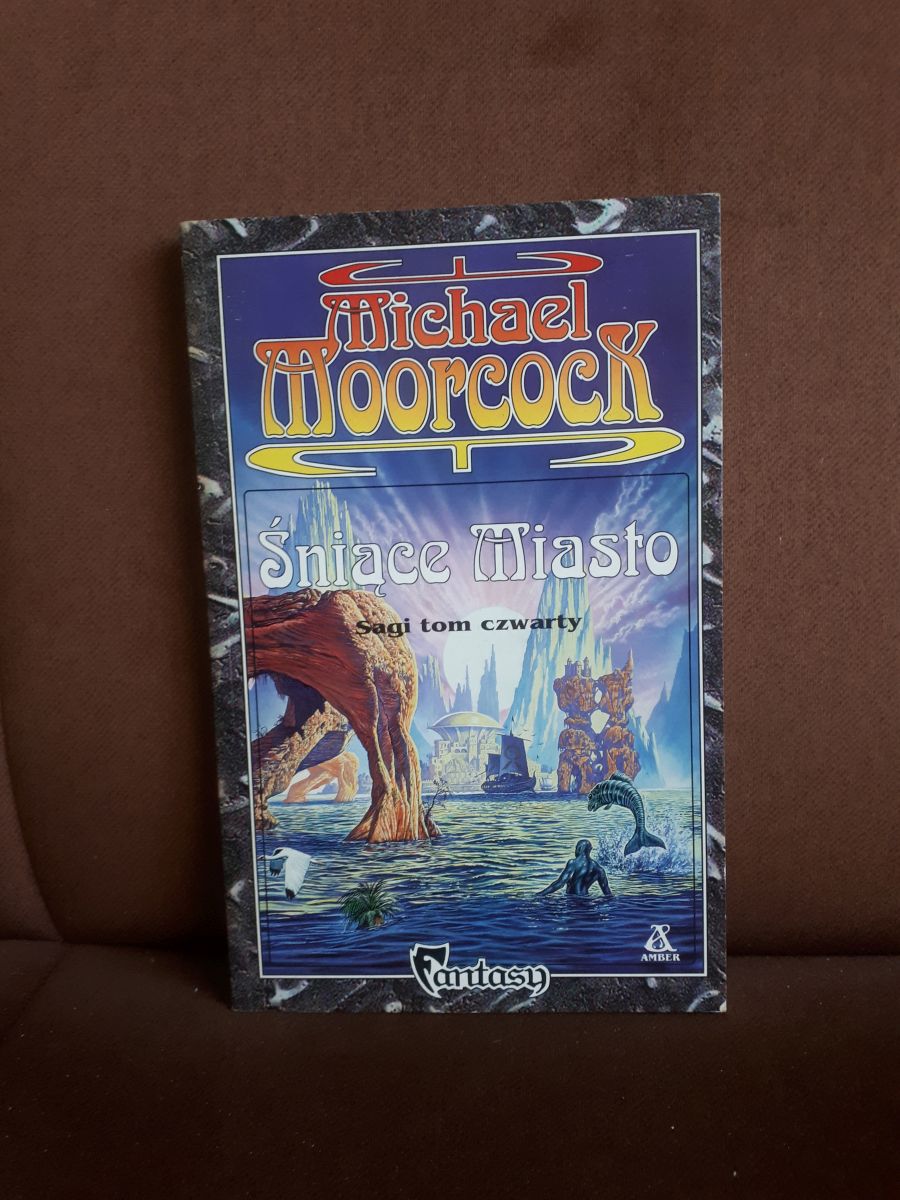 Michael
Moorcock
Śniące Miasto
Sagi tom czwarty
AMBER
Fantasy